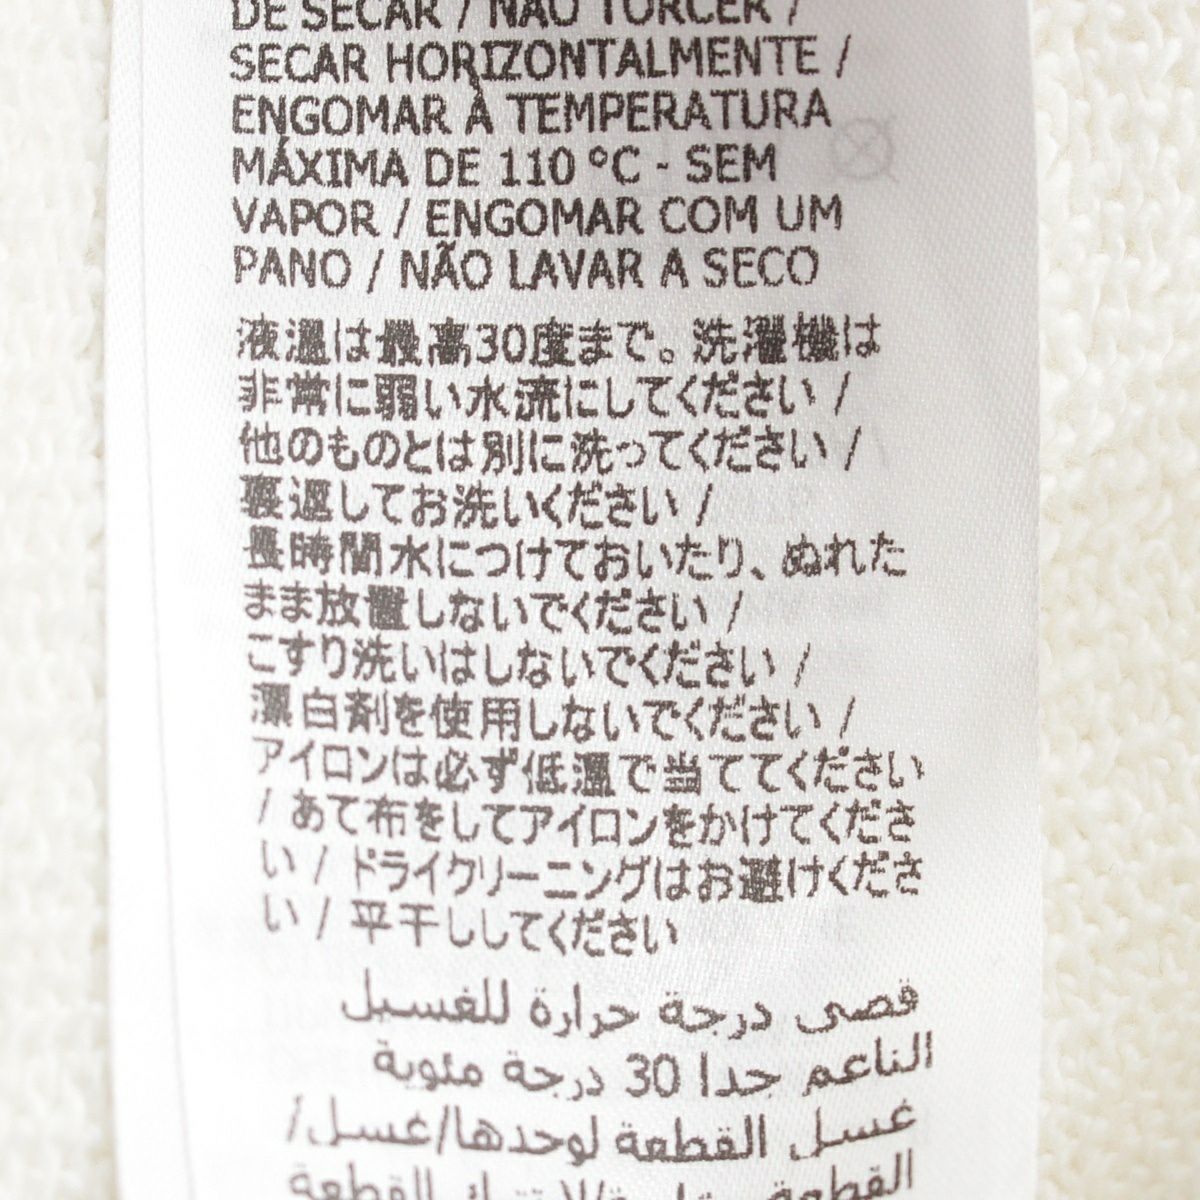 DE SECAR / NÃO TORCER /
SECAR HORIZONTALMENTE /
ENGOMAR À TEMPERATURA
MÁXIMA DE 110 °C - SEM
VAPOR / ENGOMAR COM UM
PANO / NÃO LAVAR A SECO
液温は最高30度まで。洗濯機は
非常に弱い水流にしてください /
他のものとは別に洗ってください /
裏返してお洗いください /
長時間水につけておいたり、ぬれた
まま放置しないでください /
こすり洗いはしないでください /
漂白剤を使用しないでください /
アイロンは必ず低温で当ててください
/ あて布をしてアイロンをかけてくださ
い / ドライクリーニングはお避けくださ
い / 平干ししてください
قصى درجة حرارة للغسيل
الناعم جدا 30 درجة مئوية
غسل القطعة لوحدها/غسل/
القطعة